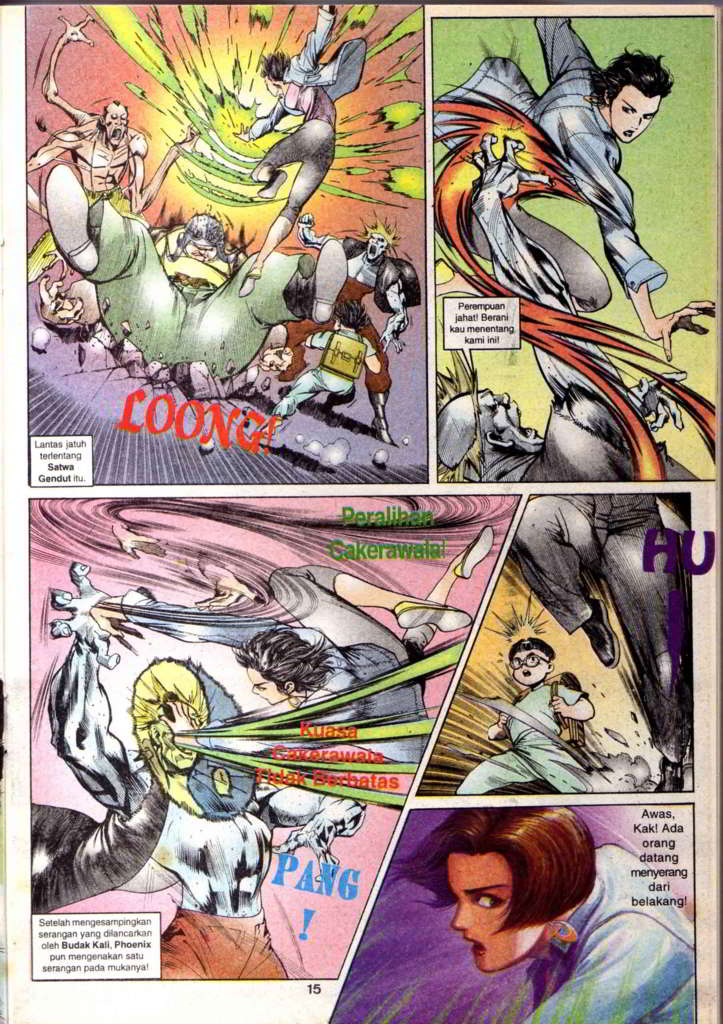 LOONG!
Lantas jatuh
terlentang
Satwa
Gendut itu.
Perempuan
jahat! Berani
kau menentang
kami ini!
Peralihan
Cakerawala!
Kuasa
Cakerawala
Tidak Berbatas
PANG
!
Setelah mengesampingkan
serangan yang dilancarkan
oleh Budak Kali, Phoenix
pun mengenakan satu
serangan pada mukanya!
HU
!
Awas,
Kak! Ada
orang
datang
menyerang
dari
belakang!
15